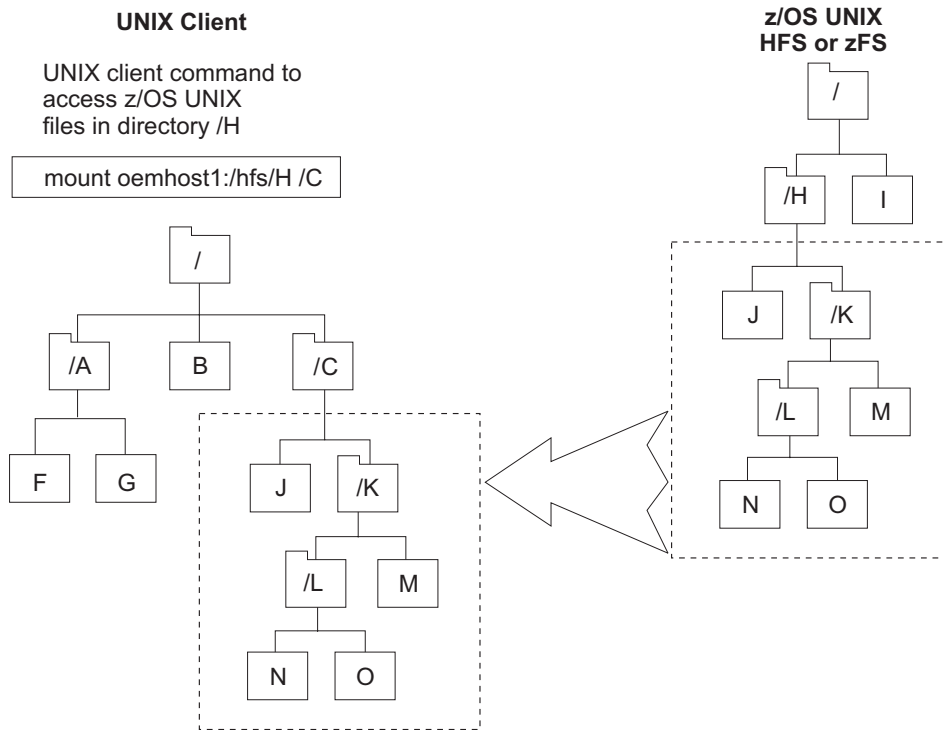 UNIX Client
UNIX client command to
access z/OS UNIX
files in directory /H
mount oemhost1:/hfs/H /C
/
/A
B
/C
F
G
J
/K
/L
M
N
O
z/OS UNIX
HFS or zFS
/
/H
I
J
/K
/L
M
N
O